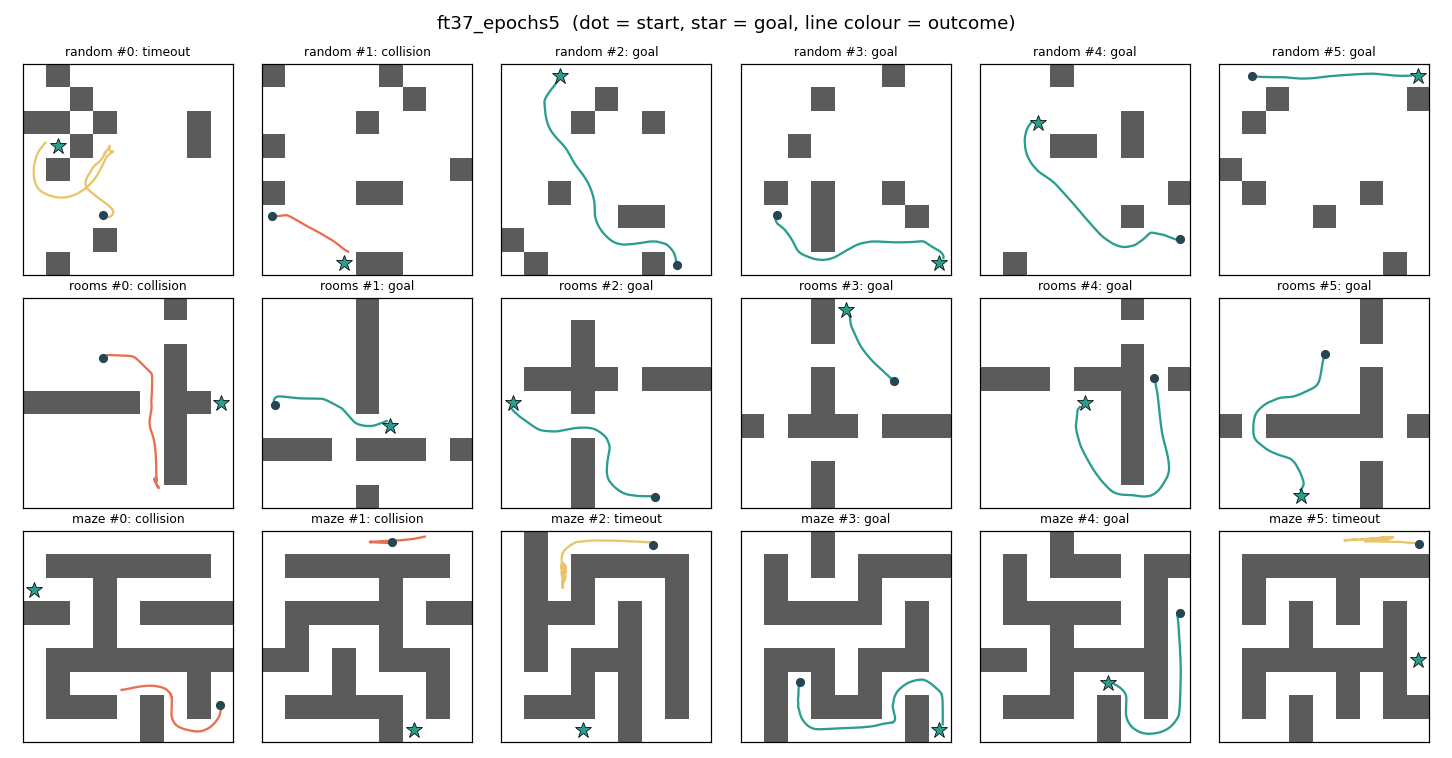 ft37_epochs5  (dot = start, star = goal, line colour = outcome)
random #0: timeout
random #1: collision
random #2: goal
random #3: goal
random #4: goal
random #5: goal
rooms #0: collision
rooms #1: goal
rooms #2: goal
rooms #3: goal
rooms #4: goal
rooms #5: goal
maze #0: collision
maze #1: collision
maze #2: timeout
maze #3: goal
maze #4: goal
maze #5: timeout